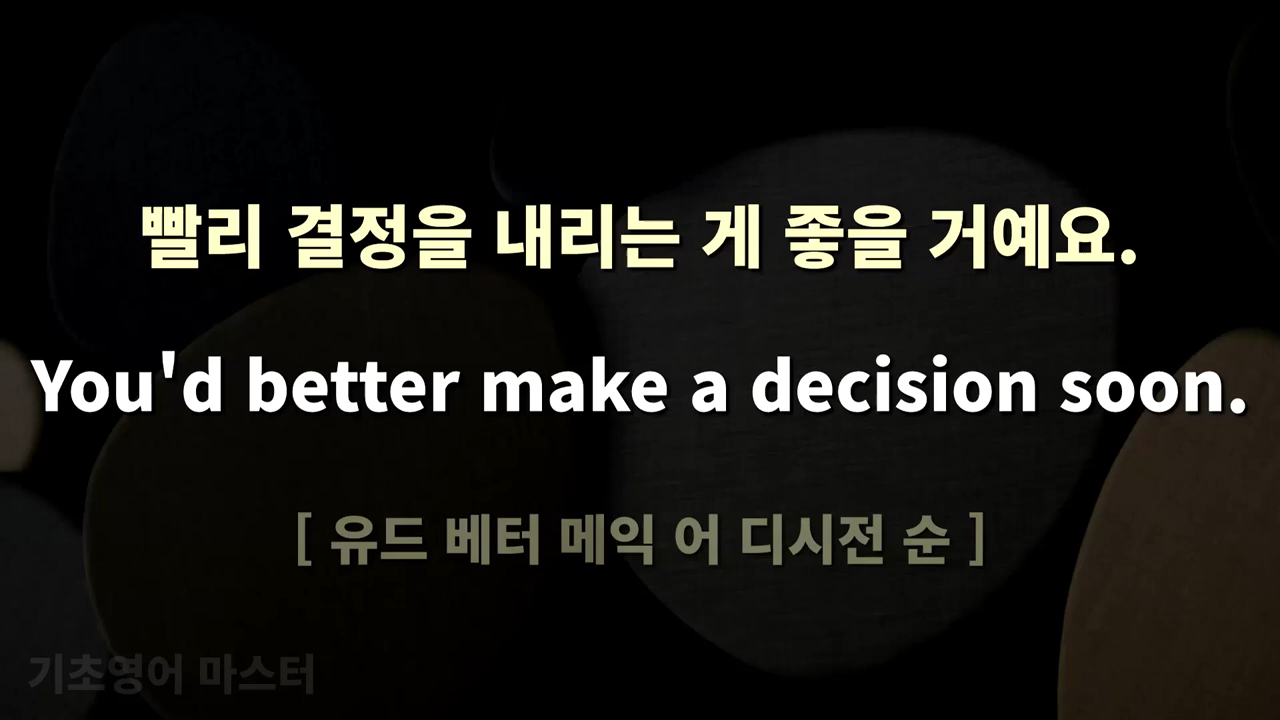 빨리 결정을 내리는 게 좋을 거예요.
You'd better make a decision soon.
[ 유드 베터 메익 어 디시전 순 ]
기초영어 마스터